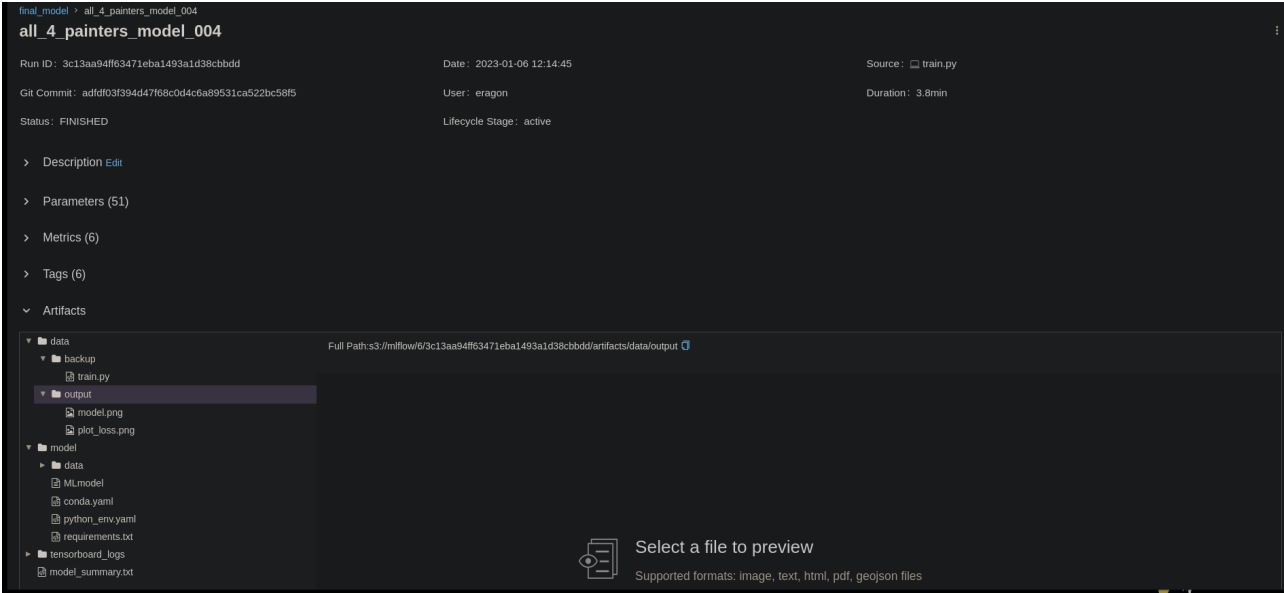 final_model > all_4_painters_model_004
all_4_painters_model_004
Run ID: 3c13aa94ff63471eba1493a1d38cbbdd Date: 2023-01-06 12:14:45 Source: train.py
Git Commit: adfdf03f394d47f68c0d4c6a89531ca522bc58f5 User: eragon Duration: 3.8min
Status: FINISHED Lifecycle Stage: active
Description Edit
Parameters (51)
Metrics (6)
Tags (6)
Artifacts
data
Full Path:s3://mlflow/6/3c13aa94ff63471eba1493a1d38cbbdd/artifacts/data/output
backup
train.py
output
model.png
plot_loss.png
model
data
MLmodel
conda.yaml
python_env.yaml
requirements.txt
tensorboard_logs
model_summary.txt
Select a file to preview
Supported formats: image, text, html, pdf, geojson files